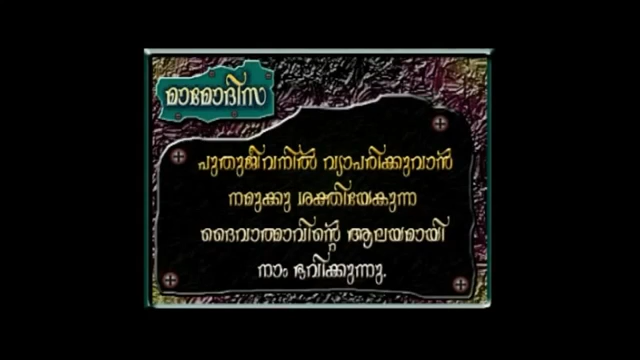 മാമോദിസ
പുതുജീവനിൽ വ്യാപരിക്കുവാൻ
നമുക്കു ശക്തിയേകുന്ന
ദൈവാത്മാവിന്റെ ആലയമായി
നാം ഭവിക്കുന്നു.